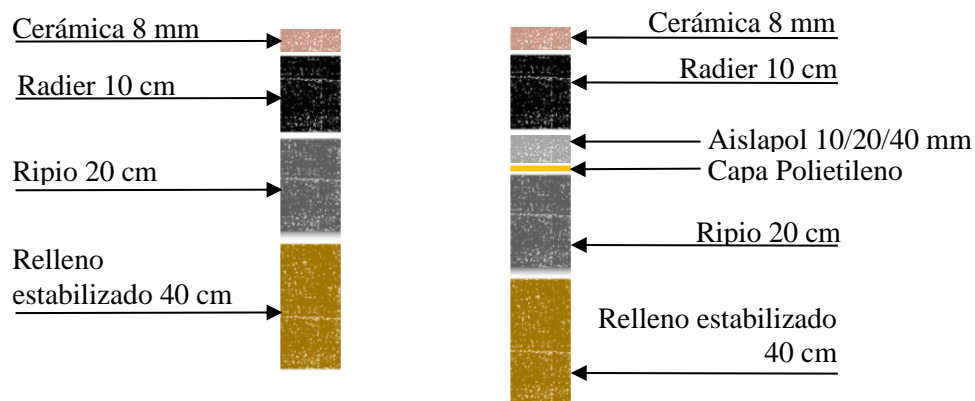 Cerámica 8 mm
Radier 10 cm
Ripio 20 cm
Relleno
estabilizado 40 cm
Cerámica 8 mm
Radier 10 cm
Aislapol 10/20/40 mm
Capa Polietileno
Ripio 20 cm
Relleno estabilizado
40 cm